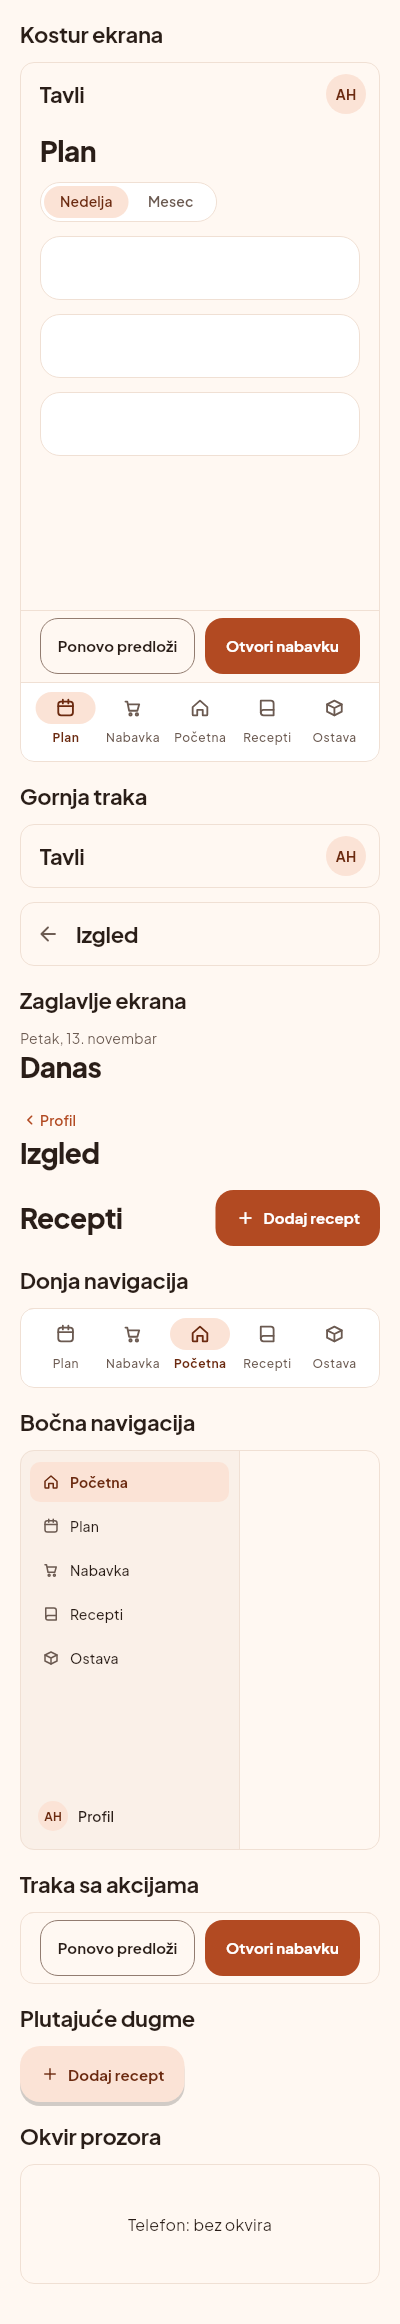 Kostur ekrana
Tavli
AH
Plan
Nedelja
Mesec
Ponovo predloži
Otvori nabavku
Plan
Nabavka
Početna
Recepti
Ostava
Gornja traka
Tavli
AH
Izgled
Zaglavlje ekrana
Petak, 13. novembar
Danas
Profil
Izgled
Recepti
Dodaj recept
Donja navigacija
Plan
Nabavka
Početna
Recepti
Ostava
Bočna navigacija
Početna
Plan
Nabavka
Recepti
Ostava
AH
Profil
Traka sa akcijama
Ponovo predloži
Otvori nabavku
Plutajuće dugme
Dodaj recept
Okvir prozora
Telefon: bez okvira